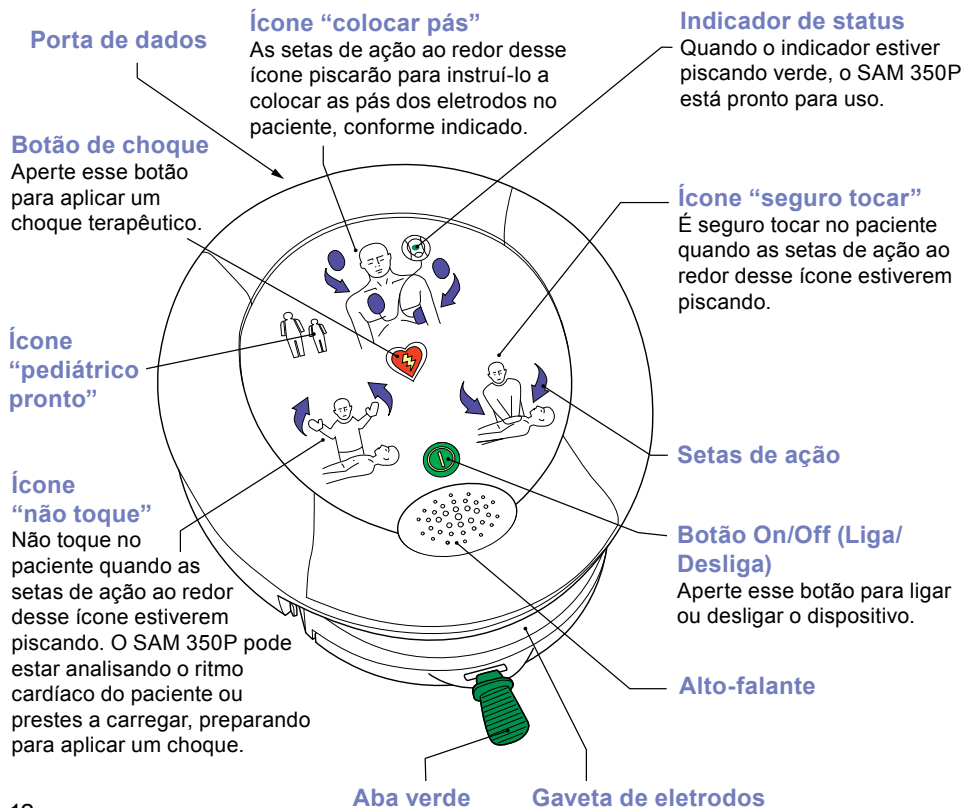 Porta de dados
Ícone “colocar pás”
As setas de ação ao redor desse
ícone piscarão para instruí-lo a
colocar as pás dos eletrodos no
paciente, conforme indicado.
Indicador de status
Quando o indicador estiver
piscando verde, o SAM 350P
está pronto para uso.
Botão de choque
Aperte esse botão
para aplicar um
choque terapêutico.
Ícone “seguro tocar”
É seguro tocar no paciente
quando as setas de ação ao
redor desse ícone estiverem
piscando.
Ícone
“pediátrico
pronto”
Setas de ação
Ícone
“não toque”
Não toque no
paciente quando as
setas de ação ao redor
desse ícone estiverem
piscando. O SAM 350P pode
estar analisando o ritmo
cardíaco do paciente ou
prestes a carregar, preparando
para aplicar um choque.
Botão On/Off (Liga/
Desliga)
Aperte esse botão para ligar
ou desligar o dispositivo.
Alto-falante
Aba verde
Gaveta de eletrodos